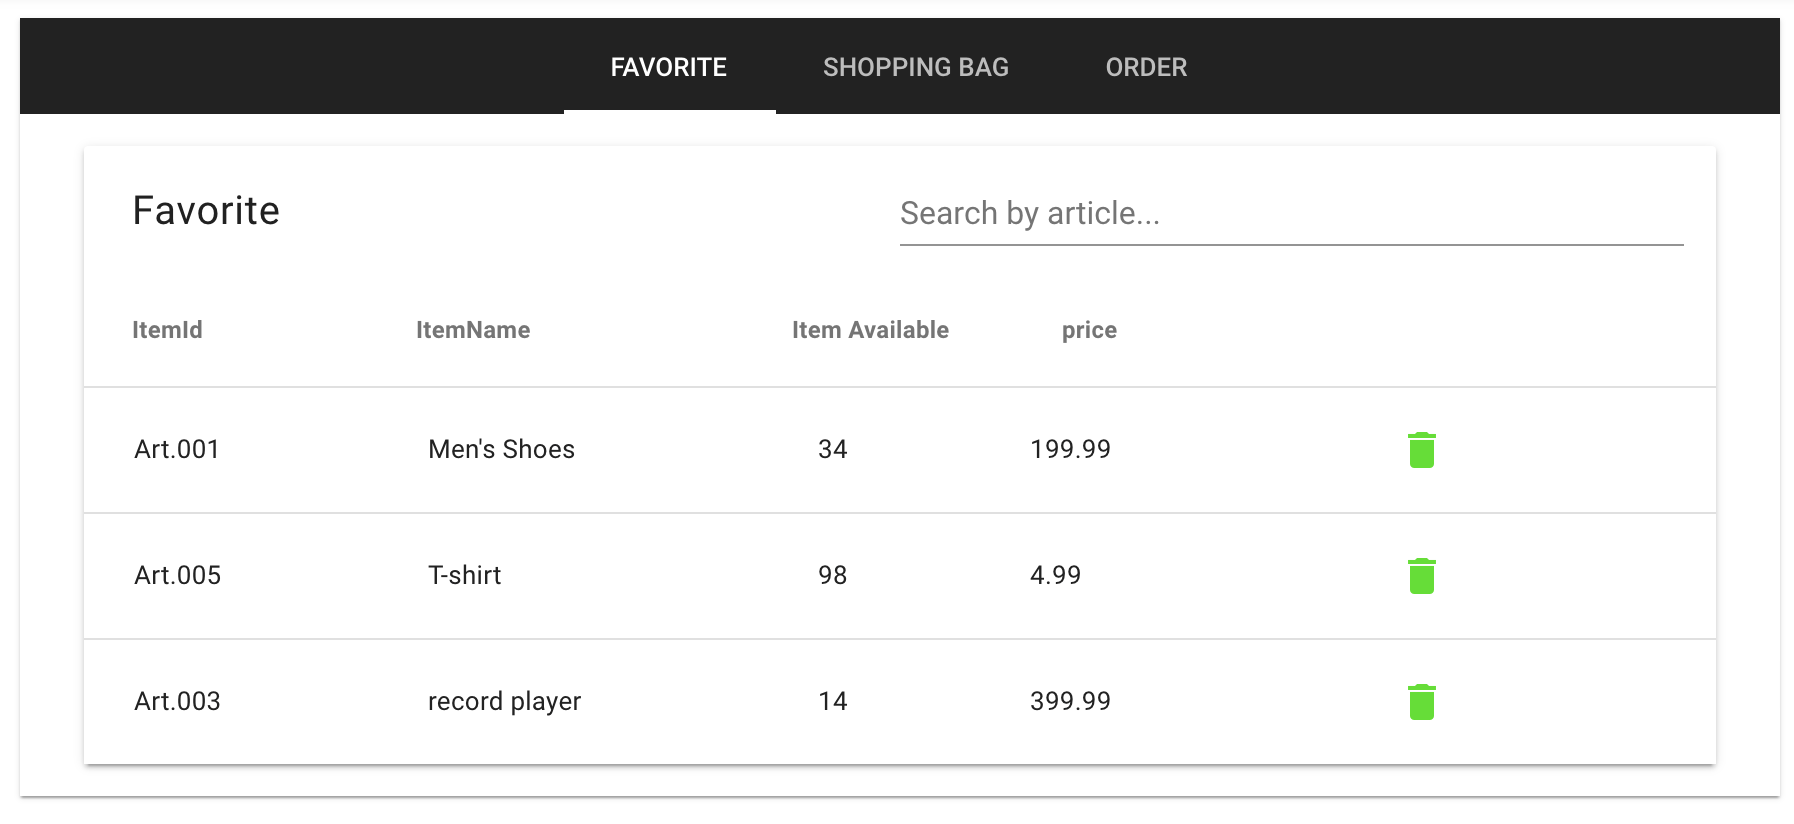 FAVORITE SHOPPING BAG ORDER
Favorite Search by article...
ItemId ItemName Item Available price
Art.001 Men's Shoes 34 199.99
Art.005 T-shirt 98 4.99
Art.003 record player 14 399.99